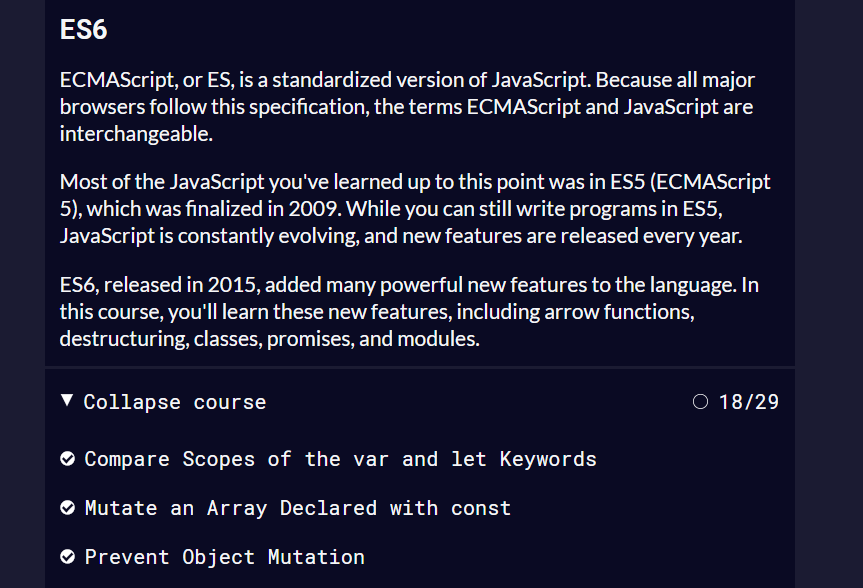 ES6
ECMAScript, or ES, is a standardized version of JavaScript. Because all major
browsers follow this specification, the terms ECMAScript and JavaScript are
interchangeable.
Most of the JavaScript you've learned up to this point was in ES5 (ECMAScript
5), which was finalized in 2009. While you can still write programs in ES5,
JavaScript is constantly evolving, and new features are released every year.
ES6, released in 2015, added many powerful new features to the language. In
this course, you'll learn these new features, including arrow functions,
destructuring, classes, promises, and modules.
Collapse course 18/29
Compare Scopes of the var and let Keywords
Mutate an Array Declared with const
Prevent Object Mutation